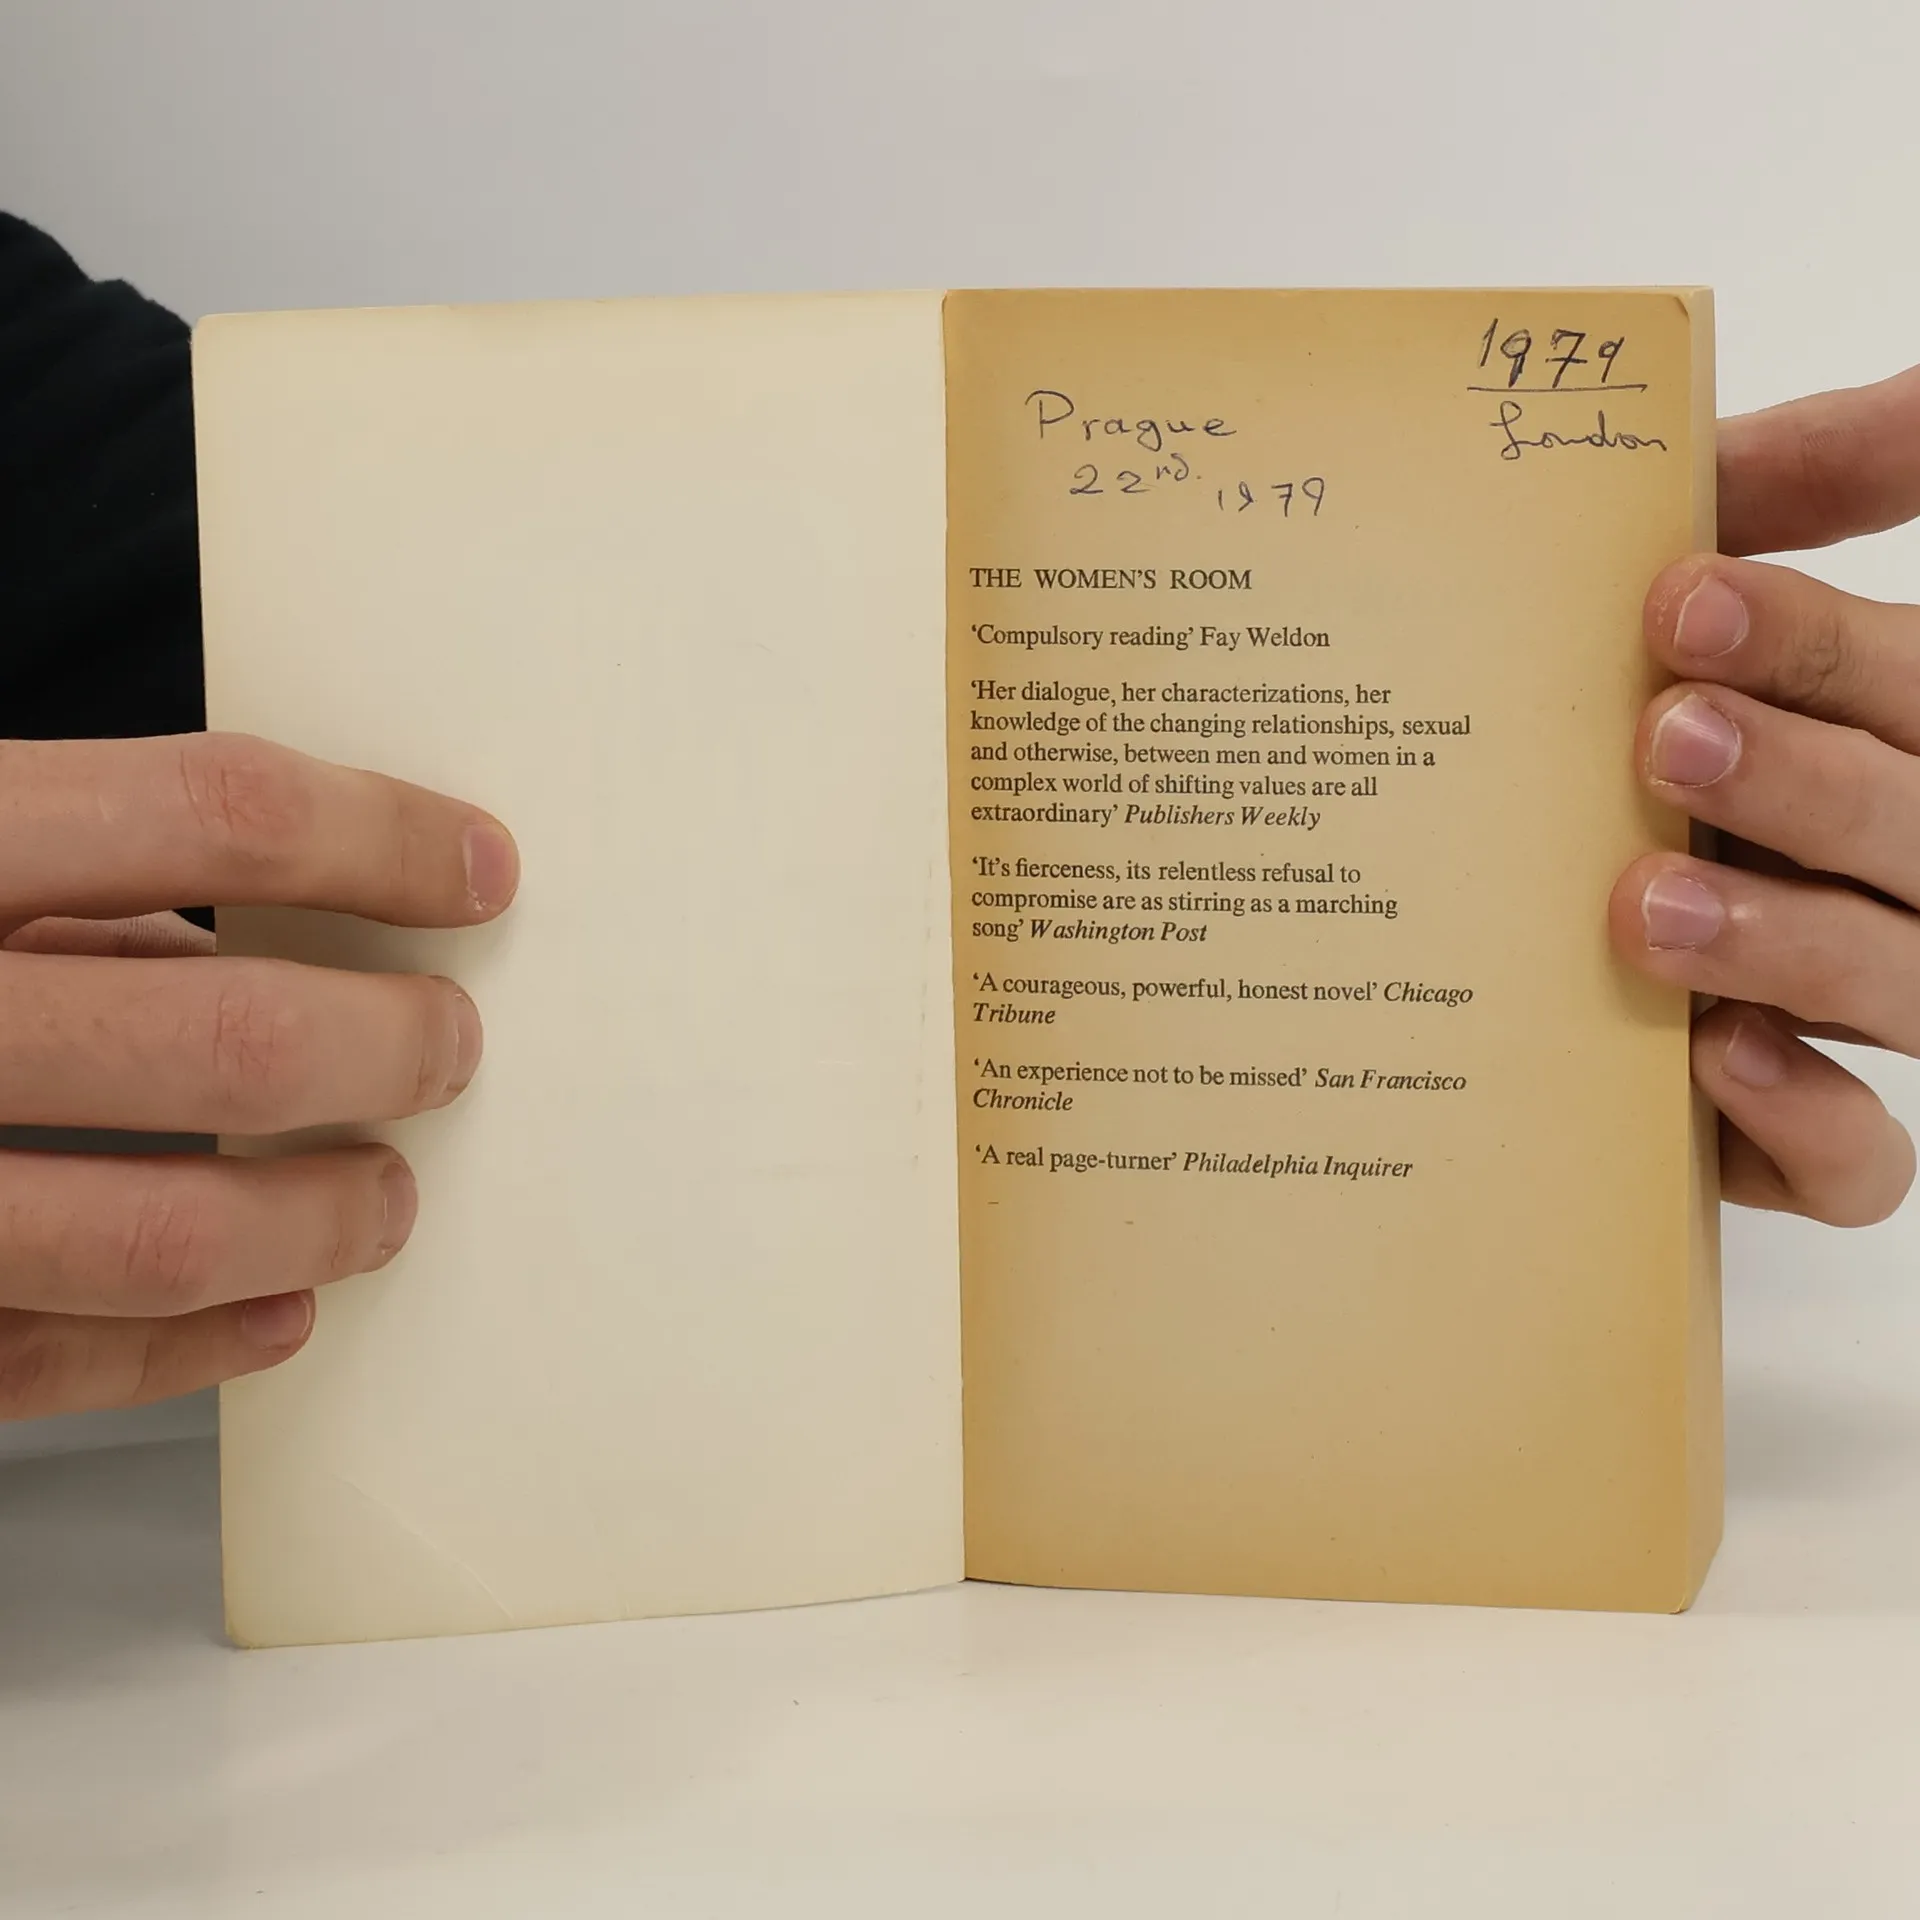 1979
London
Prague
22nd. 1979
THE WOMEN'S ROOM
‘Compulsory reading’ Fay Weldon
‘Her dialogue, her characterizations, her
knowledge of the changing relationships, sexual
and otherwise, between men and women in a
complex world of shifting values are all
extraordinary’ Publishers Weekly
‘It's fierceness, its relentless refusal to
compromise are as stirring as a marching
song’ Washington Post
‘A courageous, powerful, honest novel’ Chicago
Tribune
‘An experience not to be missed’ San Francisco
Chronicle
‘A real page-turner’ Philadelphia Inquirer